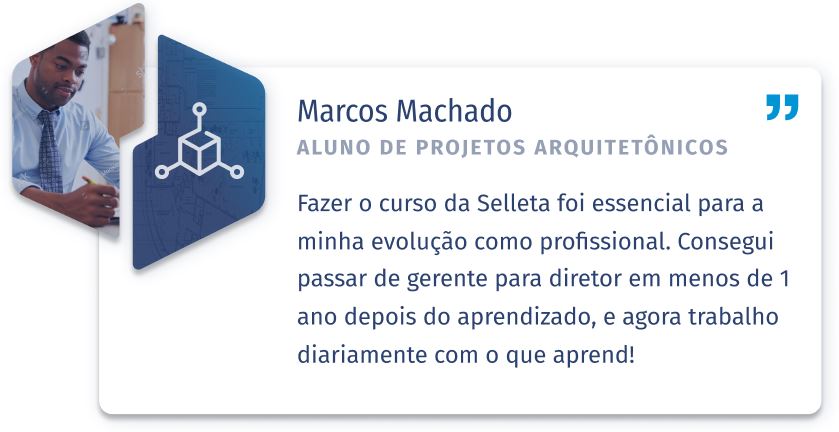 Marcos Machado
ALUNO DE PROJETOS ARQUITETÔNICOS
Fazer o curso da Selleta foi essencial para a
minha evolução como profissional. Consegui
passar de gerente para diretor em menos de 1
ano depois do aprendizado, e agora trabalho
diariamente com o que aprend!